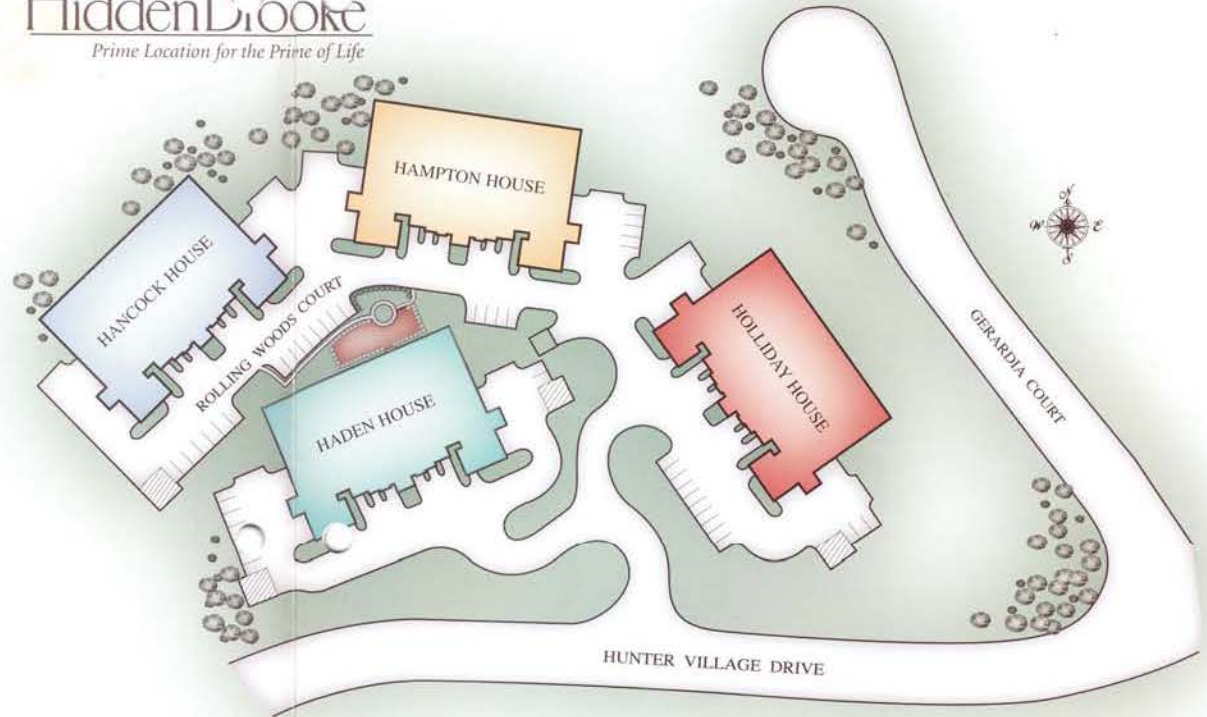 HiddenBrooke
Prime Location for the Prime of Life
HAMPTON HOUSE
HANCOCK HOUSE
ROLLING WOODS COURT
HADEN HOUSE
HOLLIDAY HOUSE
GERARDIA COURT
N
W E
S
HUNTER VILLAGE DRIVE